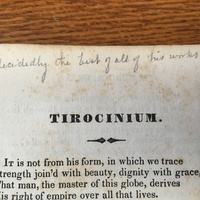 decidedly the best of all of his works
TIROCINIUM.
IT is not from his form, in which we trace
trength join'd with beauty, dignity with grace,
hat man, the master of this globe, derives
is right of empire over all that lives.